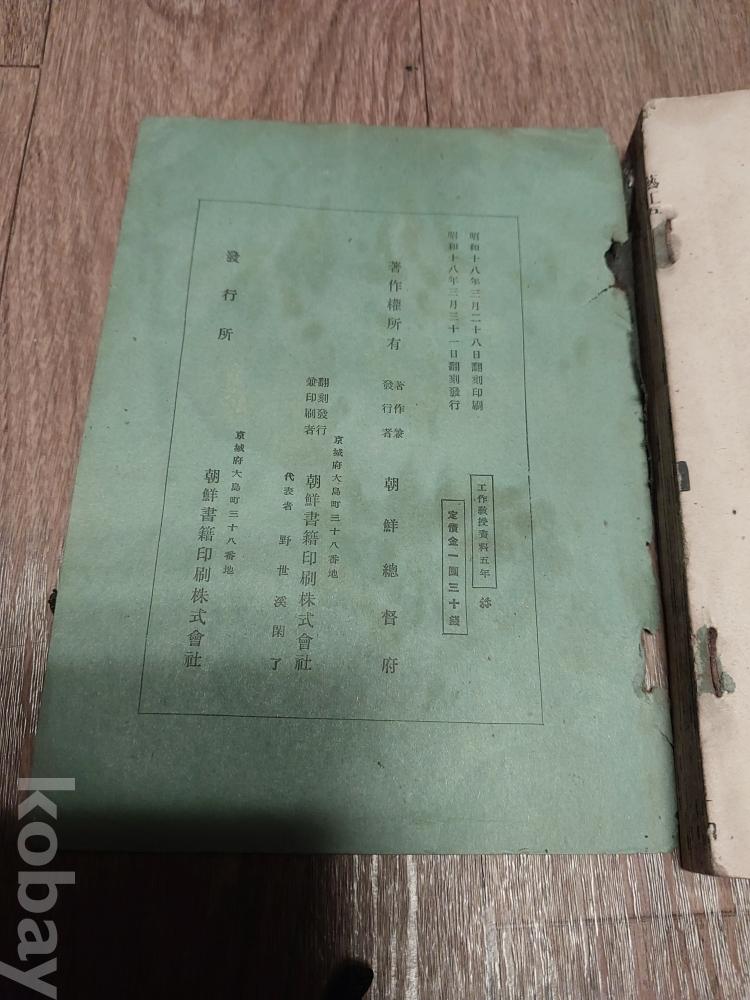 昭和十八年三月二十八日翻刻印刷
昭和十八年三月三十一日翻刻發行
工作教授資料五年
定價金一圓三十錢
著作權所有
著作兼
發行者
朝鮮總督府
翻刻發行
兼印刷者
京城府大島町三十八番地
朝鮮書籍印刷株式會社
代表者 野世溪閑了
發行所
京城府大島町三十八番地
朝鮮書籍印刷株式會社
kobay